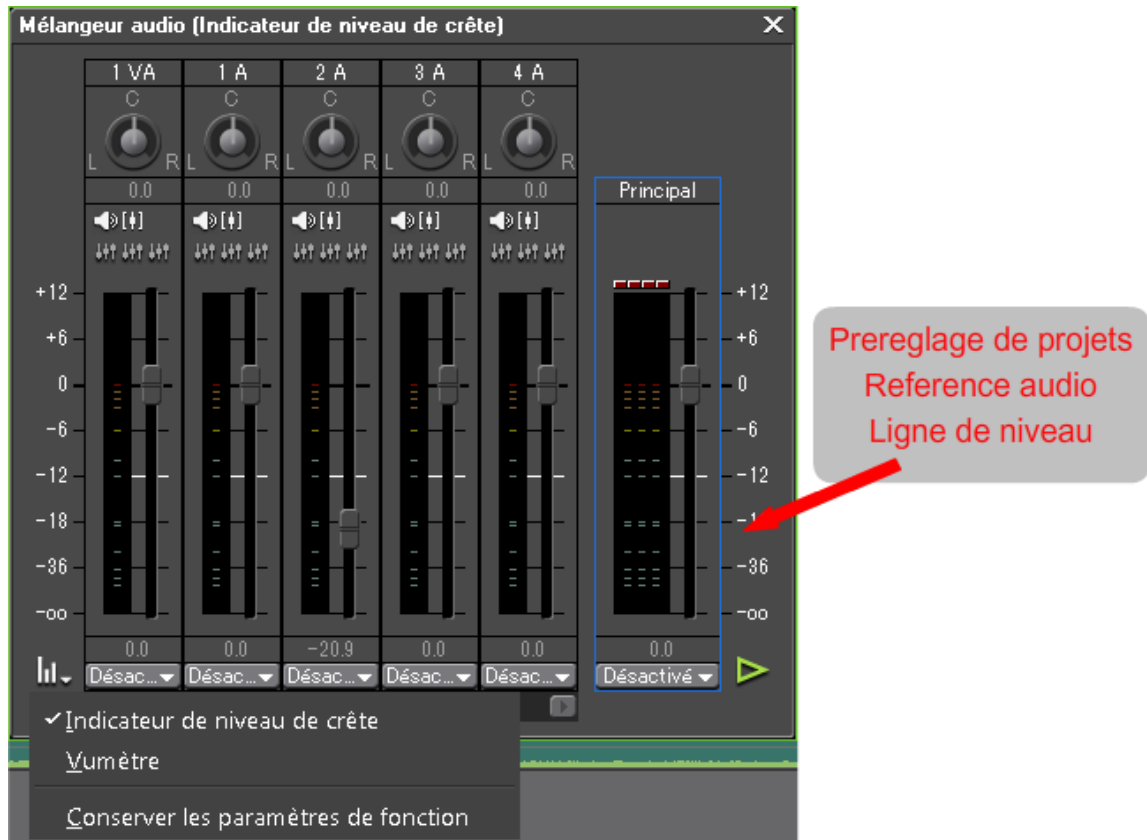 Mélangeur audio (Indicateur de niveau de crête) X
1 VA 1 A 2 A 3 A 4 A
C C C C C
L R L R L R L R L R
0.0 0.0 0.0 0.0 0.0 Principal
+12 +12
+6 +6
0 0
-6 -6
-12 -12
-18
-36 -36
-oo -oo
0.0 0.0 -20.9 0.0 0.0 0.0
Désac... Désac... Désac... Désac... Désac... Désactivé
Prereglage de projets
Reference audio
Ligne de niveau
Indicateur de niveau de crête
Vumètre
Conserver les paramètres de fonction